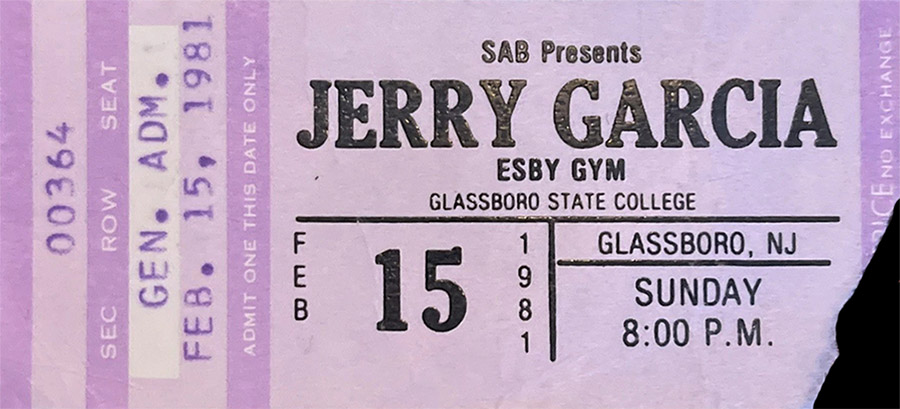 00364
SEC ROW SEAT
GEN. ADM.
FEB. 15, 1981
ADMIT ONE THIS DATE ONLY
SAB Presents
JERRY GARCIA
ESBY GYM
GLASSBORO STATE COLLEGE
FEB
15
1981
GLASSBORO, NJ
SUNDAY
8:00 P.M.
NO EXCHANGE